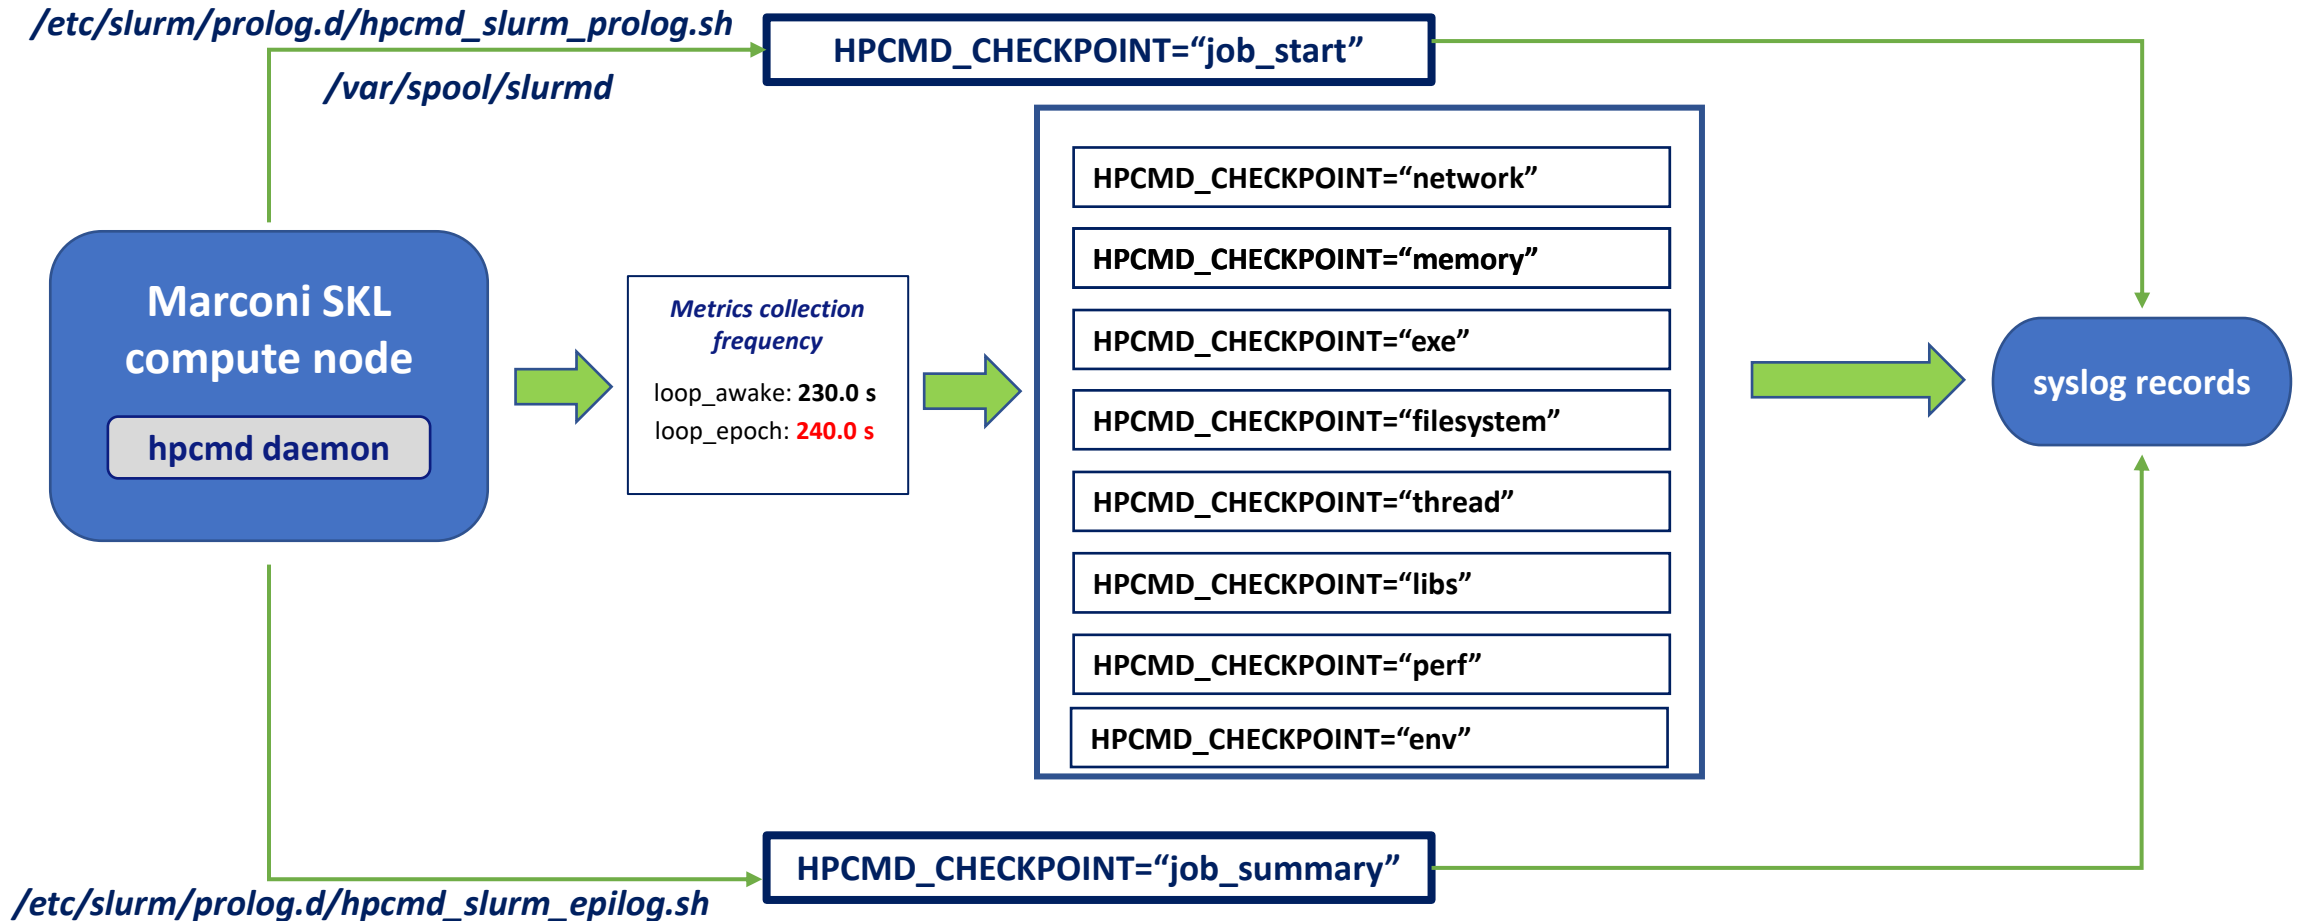 /etc/slurm/prolog.d/hpcmd_slurm_prolog.sh
/var/spool/slurmd
HPCMD_CHECKPOINT=“job_start”
Marconi SKL
compute node
hpcmd daemon
Metrics collection
frequency
loop_awake: 230.0 s
loop_epoch: 240.0 s
HPCMD_CHECKPOINT=“network”
HPCMD_CHECKPOINT=“memory”
HPCMD_CHECKPOINT=“exe”
HPCMD_CHECKPOINT=“filesystem”
HPCMD_CHECKPOINT=“thread”
HPCMD_CHECKPOINT=“libs”
HPCMD_CHECKPOINT=“perf”
HPCMD_CHECKPOINT=“env”
syslog records
HPCMD_CHECKPOINT=“job_summary”
/etc/slurm/prolog.d/hpcmd_slurm_epilog.sh